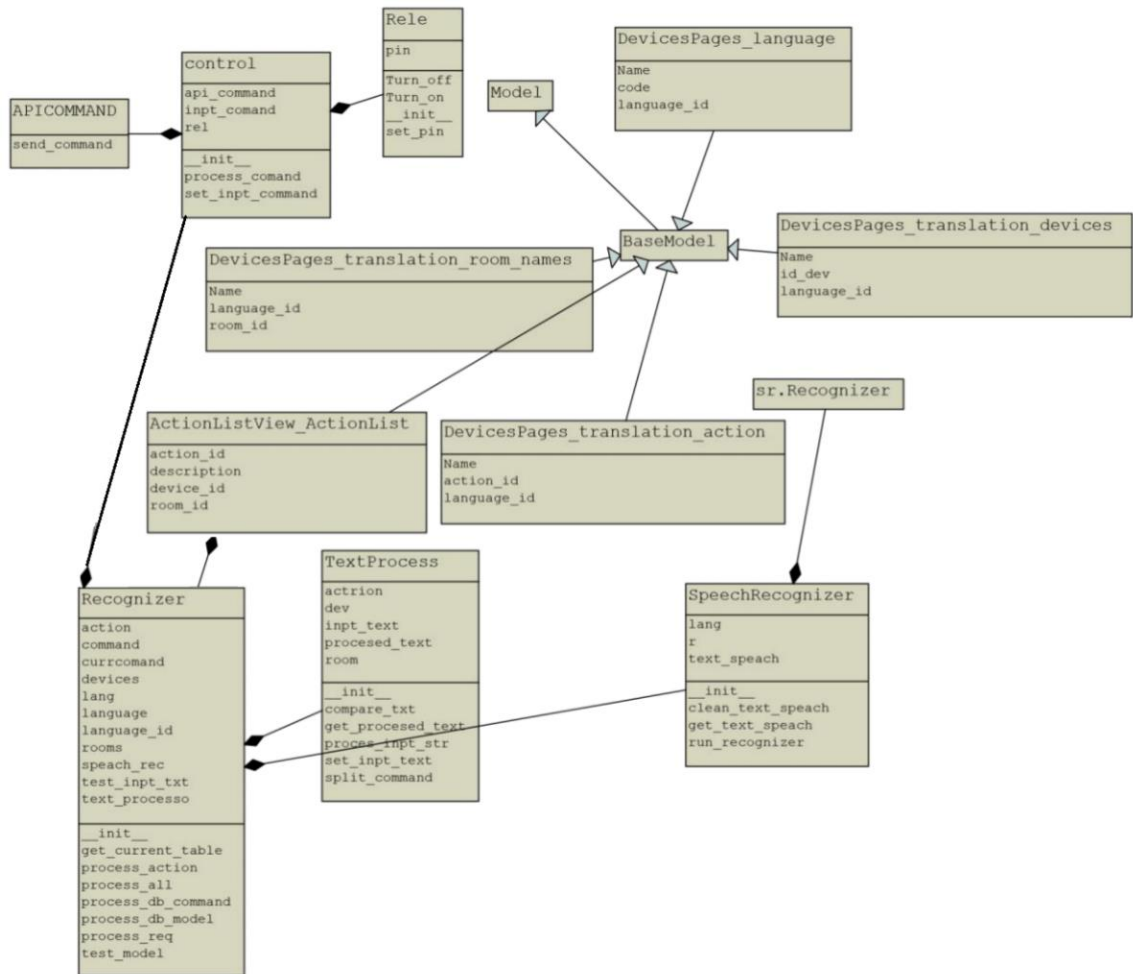 Rele
pin
Turn_off
Turn_on
__init__
set_pin
control
api_command
inpt_comand
rel
__init__
process_comand
set_inpt_command
APICOMMAND
send_command
Model
DevicesPages_language
Name
code
language_id
BaseModel
DevicesPages_translation_devices
Name
id_dev
language_id
DevicesPages_translation_room_names
Name
language_id
room_id
sr.Recognizer
ActionListView_ActionList
action_id
description
device_id
room_id
DevicesPages_translation_action
Name
action_id
language_id
TextProcess
actrion
dev
inpt_text
procesed_text
room
__init__
compare_txt
get_procesed_text
proces_inpt_str
set_inpt_text
split_command
SpeechRecognizer
lang
r
text_speach
__init__
clean_text_speach
get_text_speach
run_recognizer
Recognizer
action
command
currcomand
devices
lang
language
language_id
rooms
speach_rec
test_inpt_txt
text_processo
__init__
get_current_table
process_action
process_all
process_db_command
process_db_model
process_req
test_model